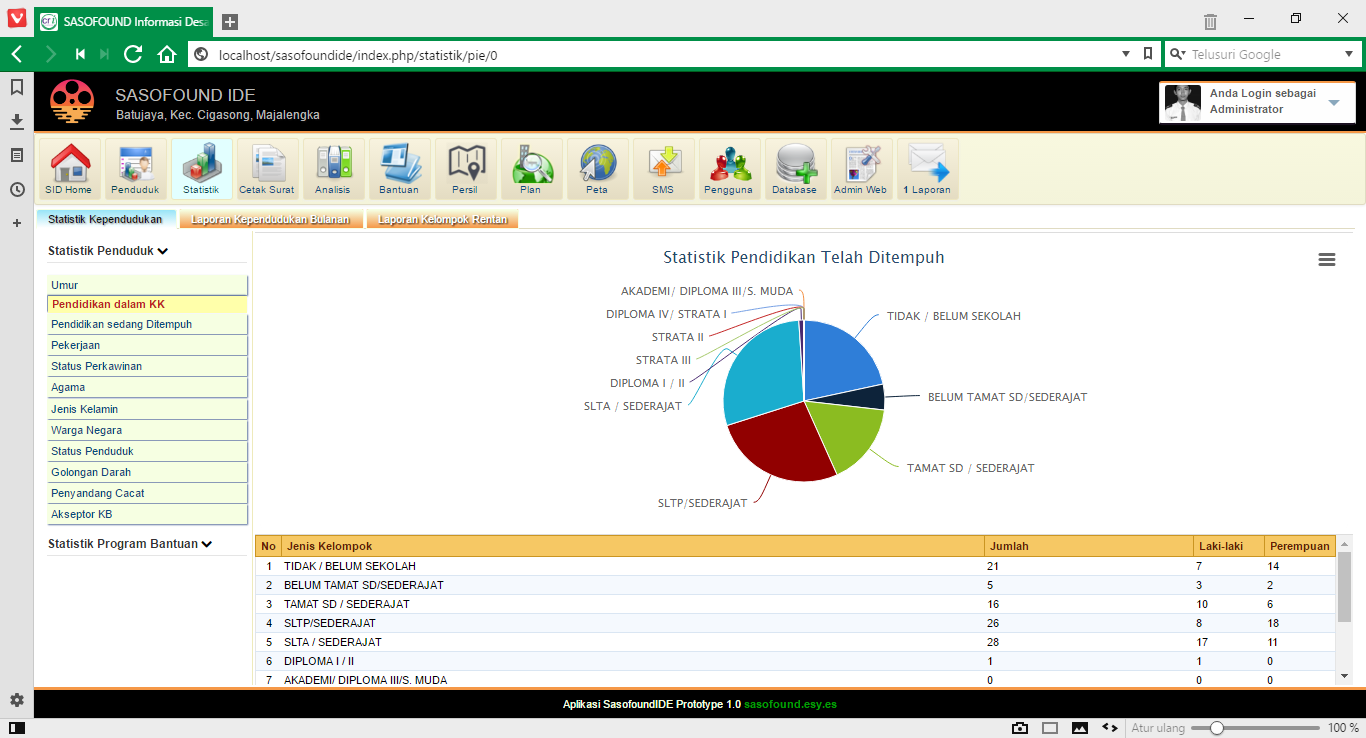 SASOFOUND Informasi Desa
localhost/sasofoundide/index.php/statistik/pie/0
Telusuri Google
SASOFOUND IDE
Batujaya, Kec. Cigasong, Majalengka
Anda Login sebagai
Administrator
SID Home
Penduduk
Statistik
Cetak Surat
Analisis
Bantuan
Persil
Plan
Peta
SMS
Pengguna
Database
Admin Web
1 Laporan
Statistik Kependudukan
Laporan Kependudukan Bulanan
Laporan Kelompok Rentan
Statistik Penduduk
Umur
Pendidikan dalam KK
Pendidikan sedang Ditempuh
Pekerjaan
Status Perkawinan
Agama
Jenis Kelamin
Warga Negara
Status Penduduk
Golongan Darah
Penyandang Cacat
Akseptor KB
Statistik Program Bantuan
Statistik Pendidikan Telah Ditempuh
AKADEMI/ DIPLOMA III/S. MUDA
DIPLOMA IV/ STRATA I
STRATA II
STRATA III
DIPLOMA I / II
SLTA / SEDERAJAT
TIDAK / BELUM SEKOLAH
BELUM TAMAT SD/SEDERAJAT
TAMAT SD / SEDERAJAT
SLTP/SEDERAJAT
No Jenis Kelompok Jumlah Laki-laki Perempuan
1 TIDAK / BELUM SEKOLAH 21 7 14
2 BELUM TAMAT SD/SEDERAJAT 5 3 2
3 TAMAT SD / SEDERAJAT 16 10 6
4 SLTP/SEDERAJAT 26 8 18
5 SLTA / SEDERAJAT 28 17 11
6 DIPLOMA I / II 1 1 0
7 AKADEMI/ DIPLOMA III/S. MUDA 0 0 0
Aplikasi SasofoundIDE Prototype 1.0 sasofound.esy.es
Atur ulang 100 %